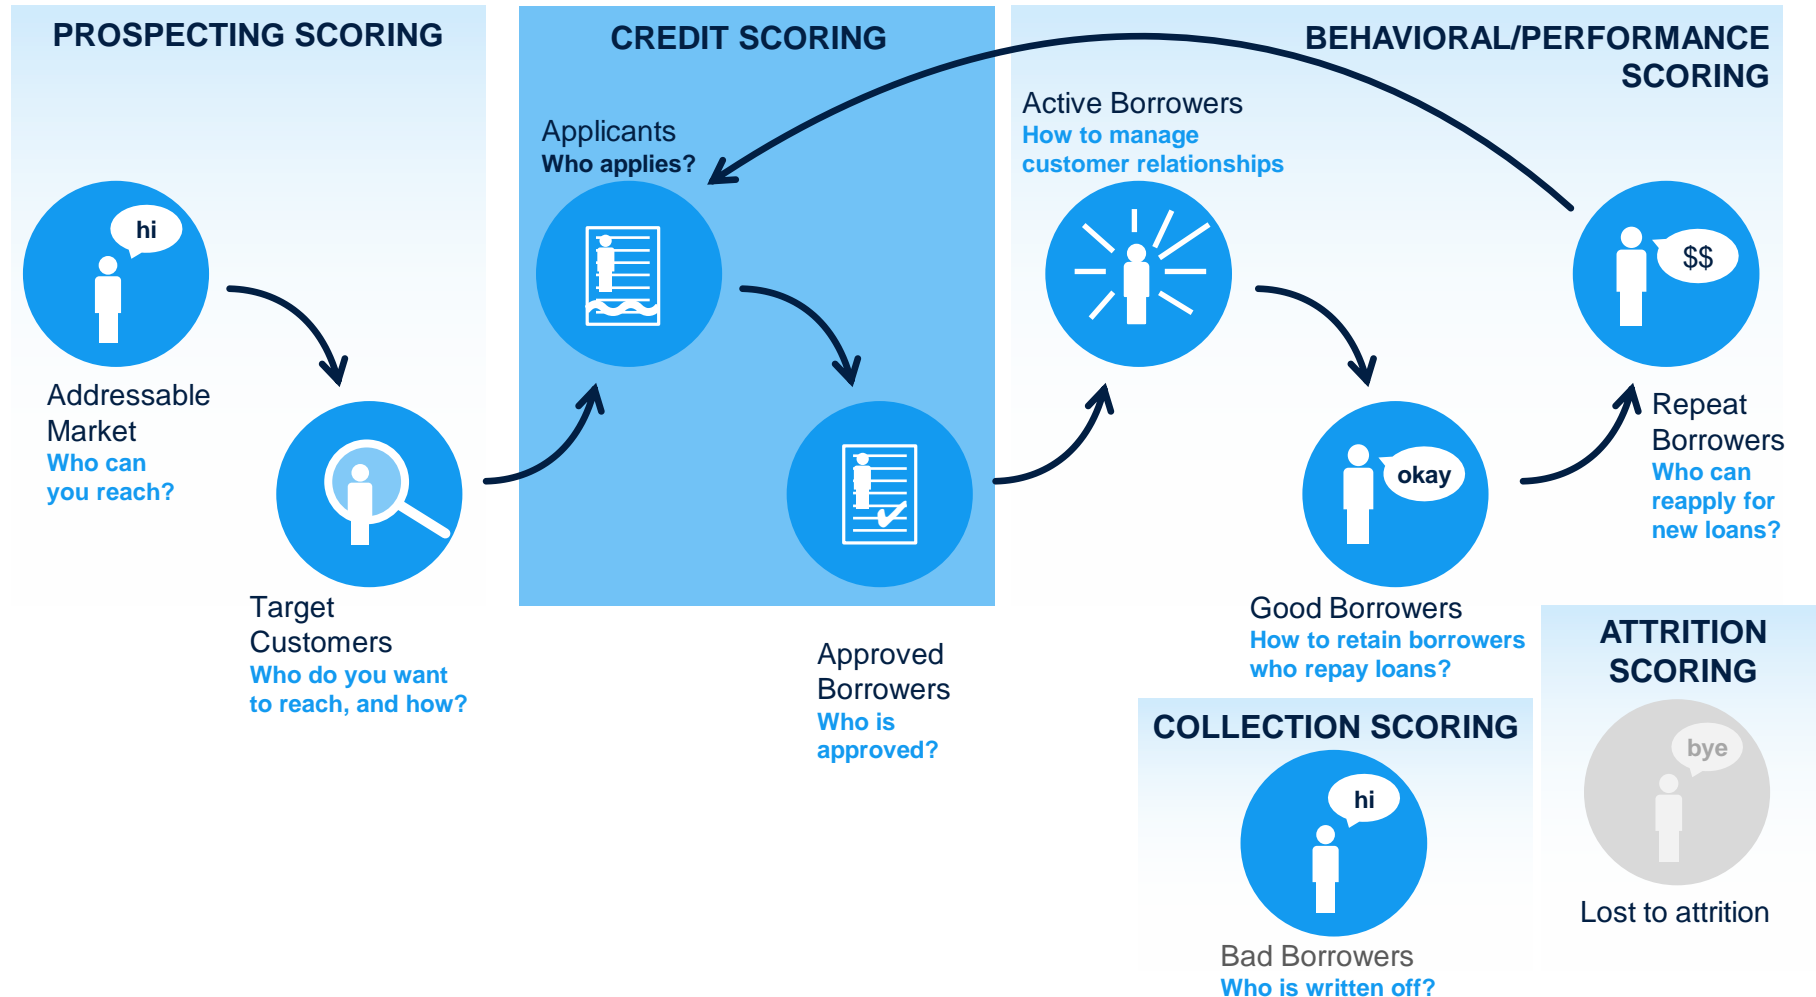 PROSPECTING SCORING
hi
Addressable
Market
Who can
you reach?
Target
Customers
Who do you want
to reach, and how?
CREDIT SCORING
Applicants
Who applies?
Approved
Borrowers
Who is
approved?
BEHAVIORAL/PERFORMANCE
SCORING
Active Borrowers
How to manage
customer relationships
okay
Good Borrowers
How to retain borrowers
who repay loans?
$$
Repeat
Borrowers
Who can
reapply for
new loans?
COLLECTION SCORING
hi
Bad Borrowers
Who is written off?
ATTRITION
SCORING
bye
Lost to attrition